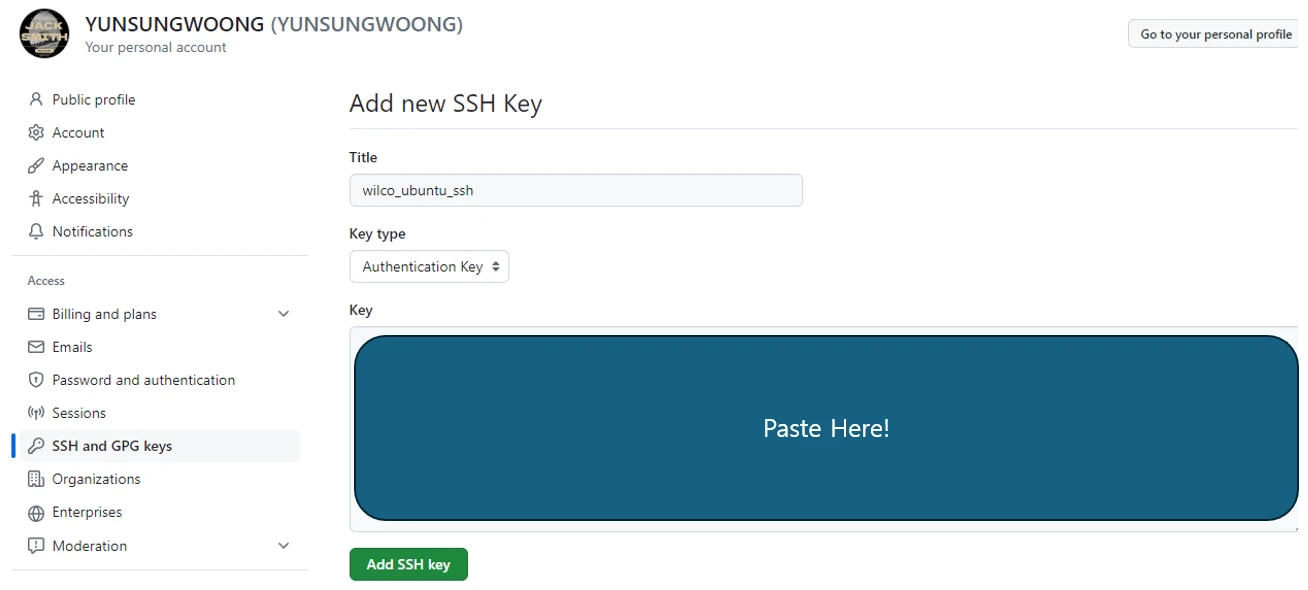 JACK
SMITH
YUNSUNGWOONG (YUNSUNGWOONG)
Your personal account
Go to your personal profile
Public profile
Account
Appearance
Accessibility
Notifications
Access
Billing and plans
Emails
Password and authentication
Sessions
SSH and GPG keys
Organizations
Enterprises
Moderation
Add new SSH Key
Title
wilco_ubuntu_ssh
Key type
Authentication Key
Key
Paste Here!
Add SSH key